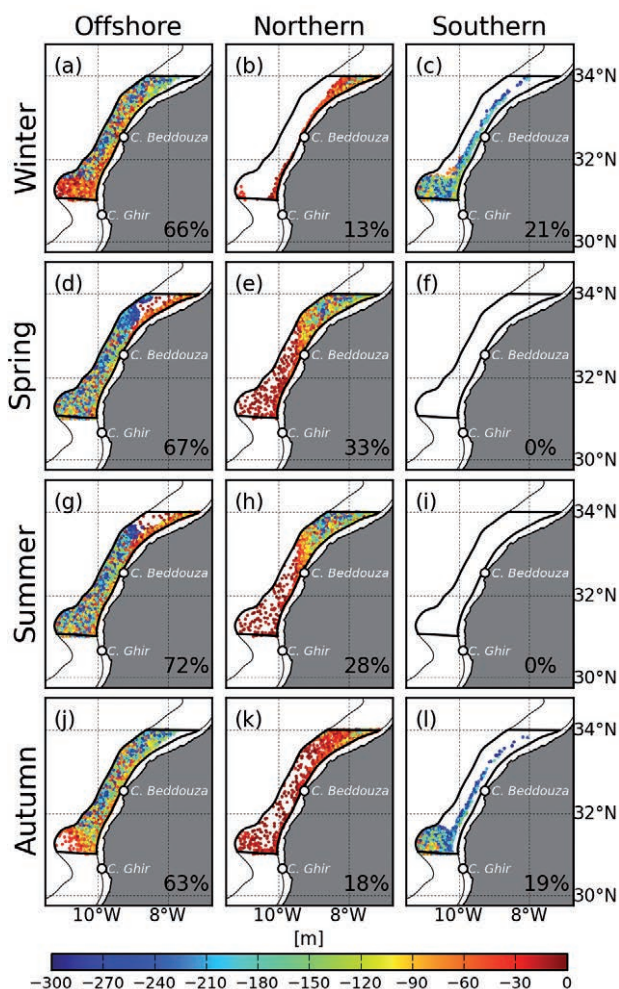 Offshore Northern Southern
Winter
(a) (b) (c)
34°N
C. Beddouza C. Beddouza C. Beddouza
32°N
C. Ghir C. Ghir C. Ghir
66% 13% 21%
30°N
Spring
(d) (e) (f)
34°N
C. Beddouza C. Beddouza C. Beddouza
32°N
C. Ghir C. Ghir C. Ghir
67% 33% 0%
30°N
Summer
(g) (h) (i)
34°N
C. Beddouza C. Beddouza C. Beddouza
32°N
C. Ghir C. Ghir C. Ghir
72% 28% 0%
30°N
Autumn
(j) (k) (l)
34°N
C. Beddouza C. Beddouza C. Beddouza
32°N
C. Ghir C. Ghir C. Ghir
63% 18% 19%
30°N
10°W 8°W 10°W 8°W 10°W 8°W
[m]
−300 −270 −240 −210 −180 −150 −120 −90 −60 −30 0